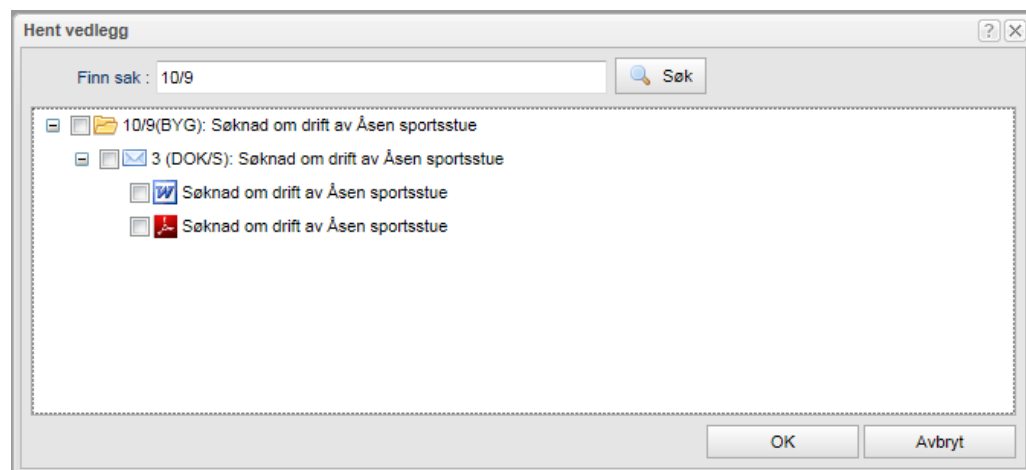 Hent vedlegg
Finn sak : 10/9 Søk
10/9(BYG): Søknad om drift av Åsen sportsstue
3 (DOK/S): Søknad om drift av Åsen sportsstue
Søknad om drift av Åsen sportsstue
Søknad om drift av Åsen sportsstue
OK Avbryt